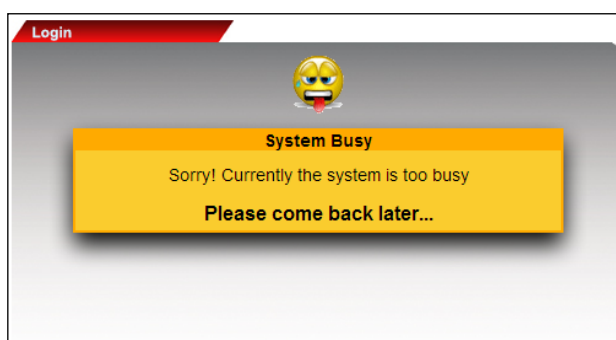 Login
System Busy
Sorry! Currently the system is too busy
Please come back later...